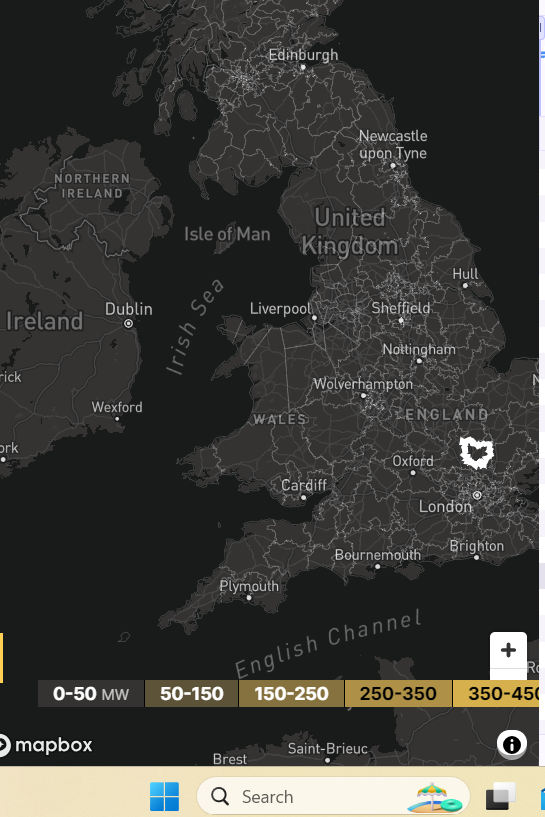 Edinburgh
Newcastle
upon Tyne
NORTHERN
IRELAND
United
Kingdom
Isle of Man
Hull
Dublin
Ireland
Irish Sea
Liverpool
Sheffield
Nottingham
rick
Wolverhampton
N
Wexford
WALES
ENGLAND
ork
Oxford
Cardiff
London
Brighton
Bournemouth
Plymouth
English Channel
+
Ro
0-50 MW
50-150
150-250
250-350
350-450
mapbox
Saint-Brieuc
Brest
Search